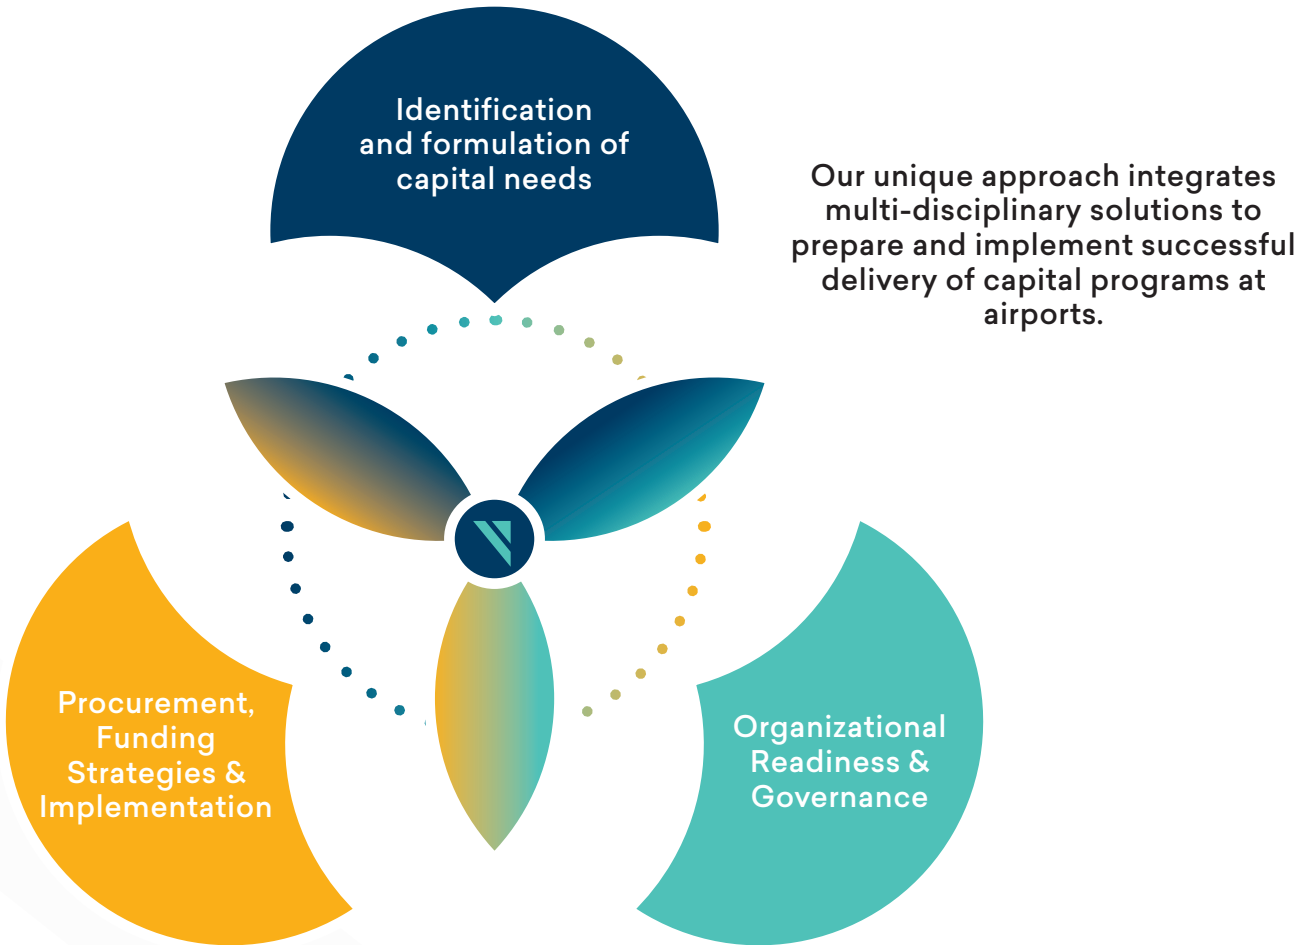 Identification
and formulation of
capital needs
Our unique approach integrates
multi-disciplinary solutions to
prepare and implement successful
delivery of capital programs at
airports.
Procurement,
Funding
Strategies &
Implementation
Organizational
Readiness &
Governance